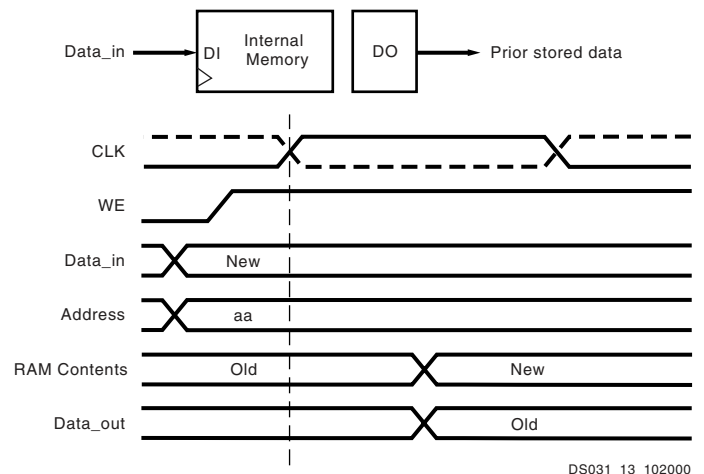 Data_in
DI
Internal
Memory
DO
Prior stored data
CLK
WE
Data_in
New
Address
aa
RAM Contents
Old
New
Data_out
Old
DS031_13_102000